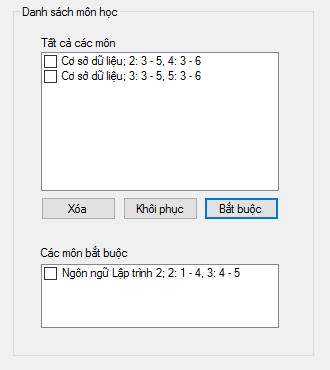 Danh sách môn học
Tất cả các môn
Cơ sở dữ liệu; 2: 3 - 5, 4: 3 - 6
Cơ sở dữ liệu; 3: 3 - 5, 5: 3 - 6
Xóa Khôi phục Bắt buộc
Các môn bắt buộc
Ngôn ngữ Lập trình 2; 2: 1 - 4, 3: 4 - 5